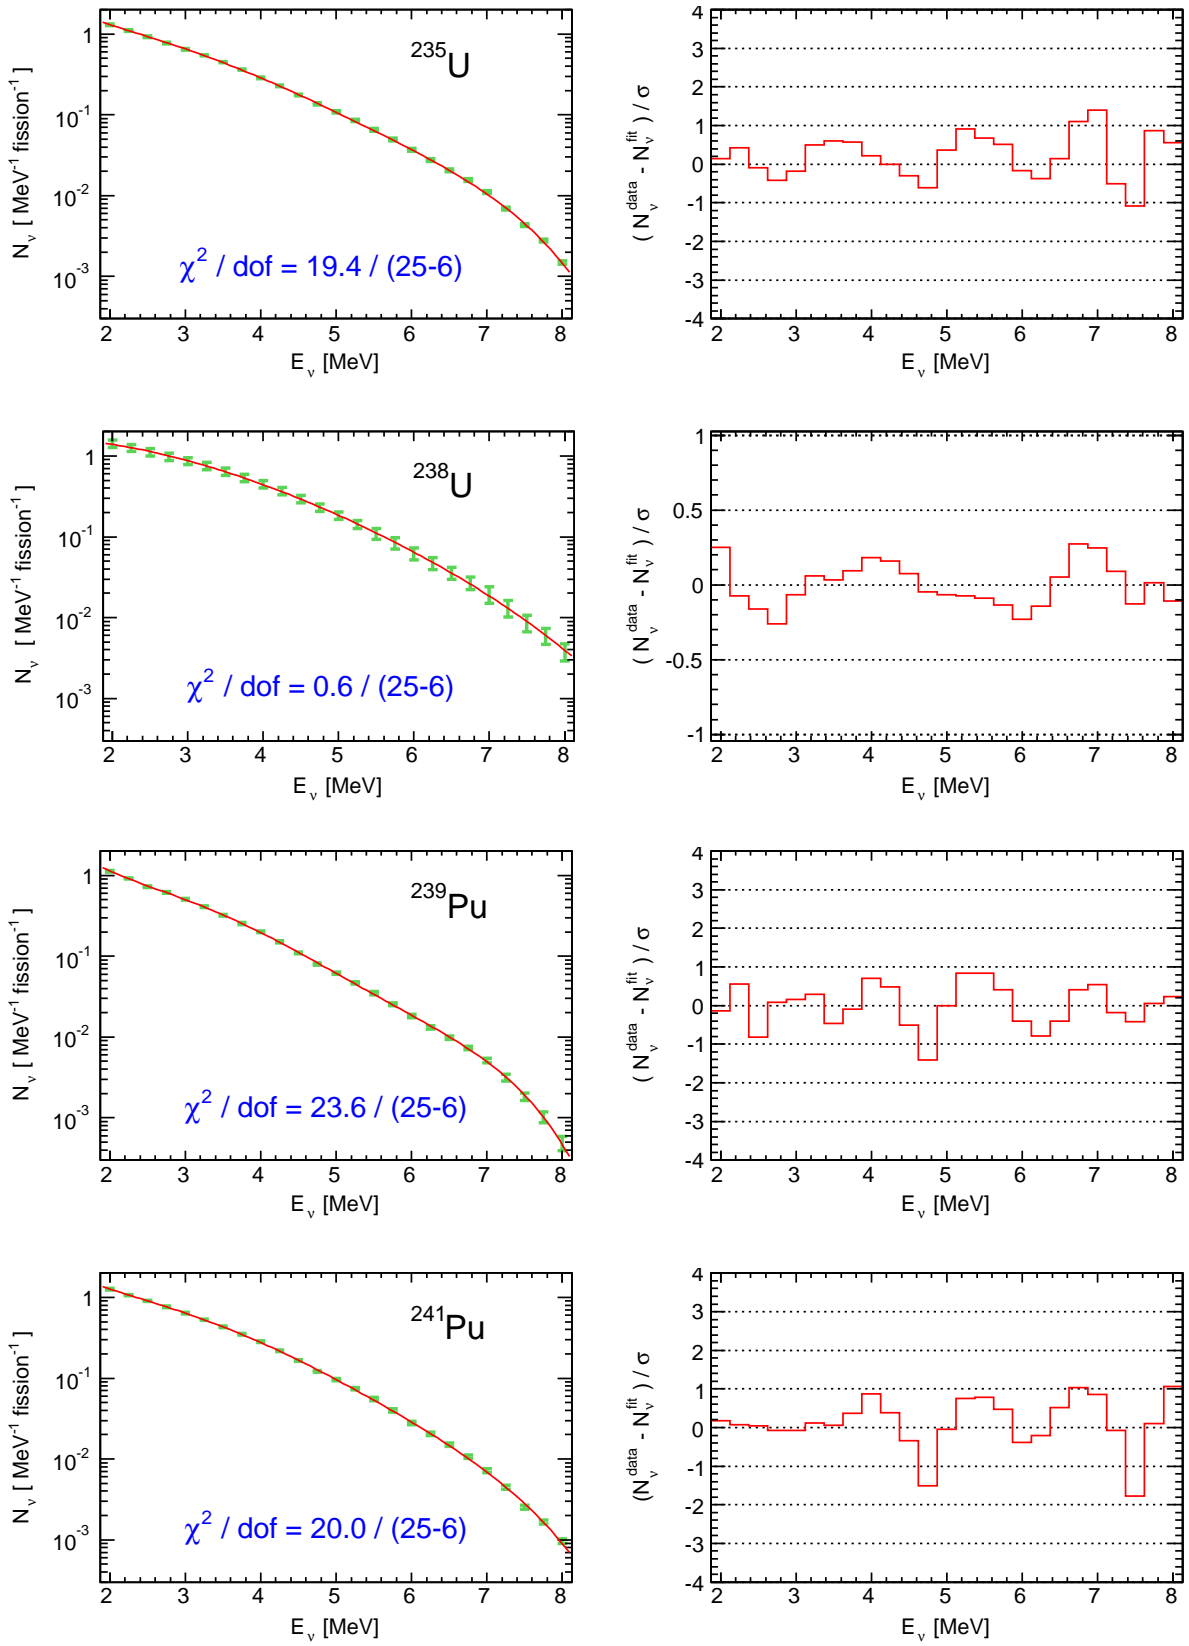 N_ν [ MeV⁻¹ fission⁻¹ ]
1
10⁻¹
10⁻²
10⁻³
²³⁵U
χ² / dof = 19.4 / (25-6)
2 3 4 5 6 7 8
E_ν [MeV]
( N_ν^data - N_ν^fit ) / σ
4
3
2
1
0
-1
-2
-3
-4
2 3 4 5 6 7 8
E_ν [MeV]
N_ν [ MeV⁻¹ fission⁻¹ ]
1
10⁻¹
10⁻²
10⁻³
²³⁸U
χ² / dof = 0.6 / (25-6)
2 3 4 5 6 7 8
E_ν [MeV]
( N_ν^data - N_ν^fit ) / σ
1
0.5
0
-0.5
-1
2 3 4 5 6 7 8
E_ν [MeV]
N_ν [ MeV⁻¹ fission⁻¹ ]
1
10⁻¹
10⁻²
10⁻³
²³⁹Pu
χ² / dof = 23.6 / (25-6)
2 3 4 5 6 7 8
E_ν [MeV]
( N_ν^data - N_ν^fit ) / σ
4
3
2
1
0
-1
-2
-3
-4
2 3 4 5 6 7 8
E_ν [MeV]
N_ν [ MeV⁻¹ fission⁻¹ ]
1
10⁻¹
10⁻²
10⁻³
²⁴¹Pu
χ² / dof = 20.0 / (25-6)
2 3 4 5 6 7 8
E_ν [MeV]
(N_ν^data - N_ν^fit ) / σ
4
3
2
1
0
-1
-2
-3
-4
2 3 4 5 6 7 8
E_ν [MeV]